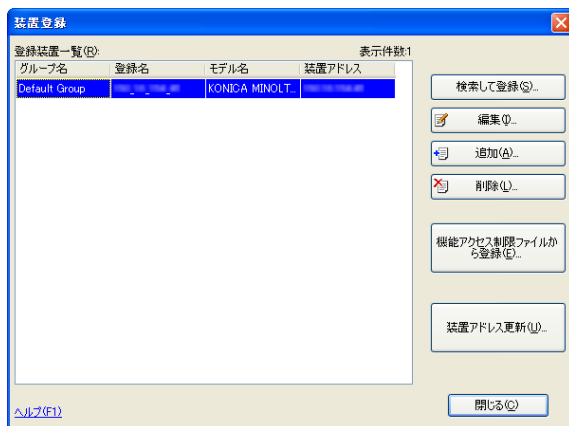 装置登録
登録装置一覧(R):
表示件数:1
グループ名 登録名 モデル名 装置アドレス
Default Group KONICA MINOLT...
検索して登録(S)...
編集(I)...
追加(A)...
削除(L)...
機能アクセス制限ファイルか
ら登録(E)...
装置アドレス更新(U)...
ヘルプ(F1)
閉じる(C)